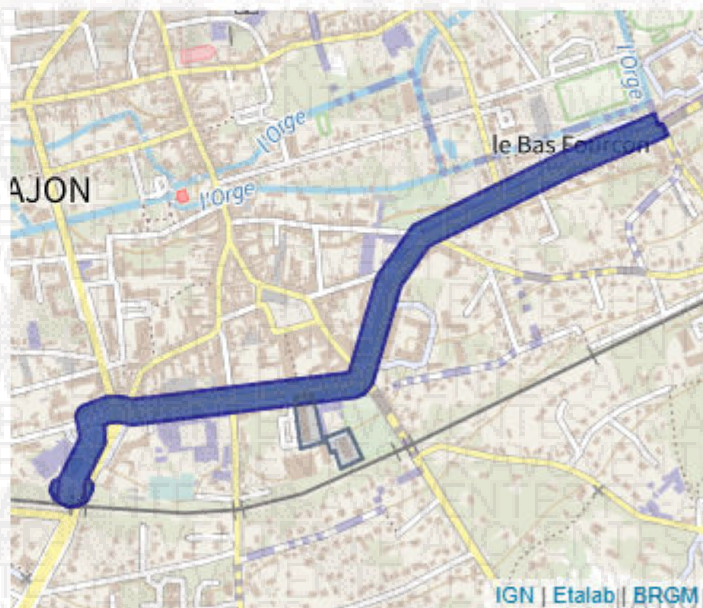 l'Orge
l'Orge
le Bas Fourcon
AJON
l'Orge
IGN | Etalab | BRGM